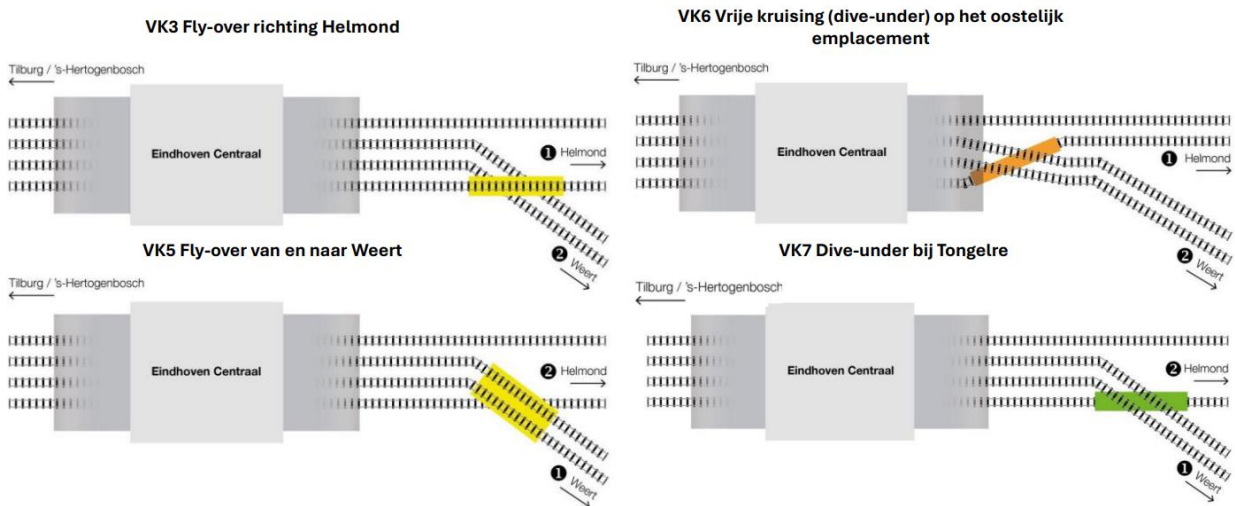 VK3 Fly-over richting Helmond
Tilburg / 's-Hertogenbosch
Eindhoven Centraal
1 Helmond
2 Weert
VK6 Vrije kruising (dive-under) op het oostelijk
emplacement
Tilburg / 's-Hertogenbosch
Eindhoven Centraal
1 Helmond
2 Weert
VK5 Fly-over van en naar Weert
Tilburg / 's-Hertogenbosch
Eindhoven Centraal
2 Helmond
1 Weert
VK7 Dive-under bij Tongelre
Tilburg / 's-Hertogenbosch
Eindhoven Centraal
2 Helmond
1 Weert